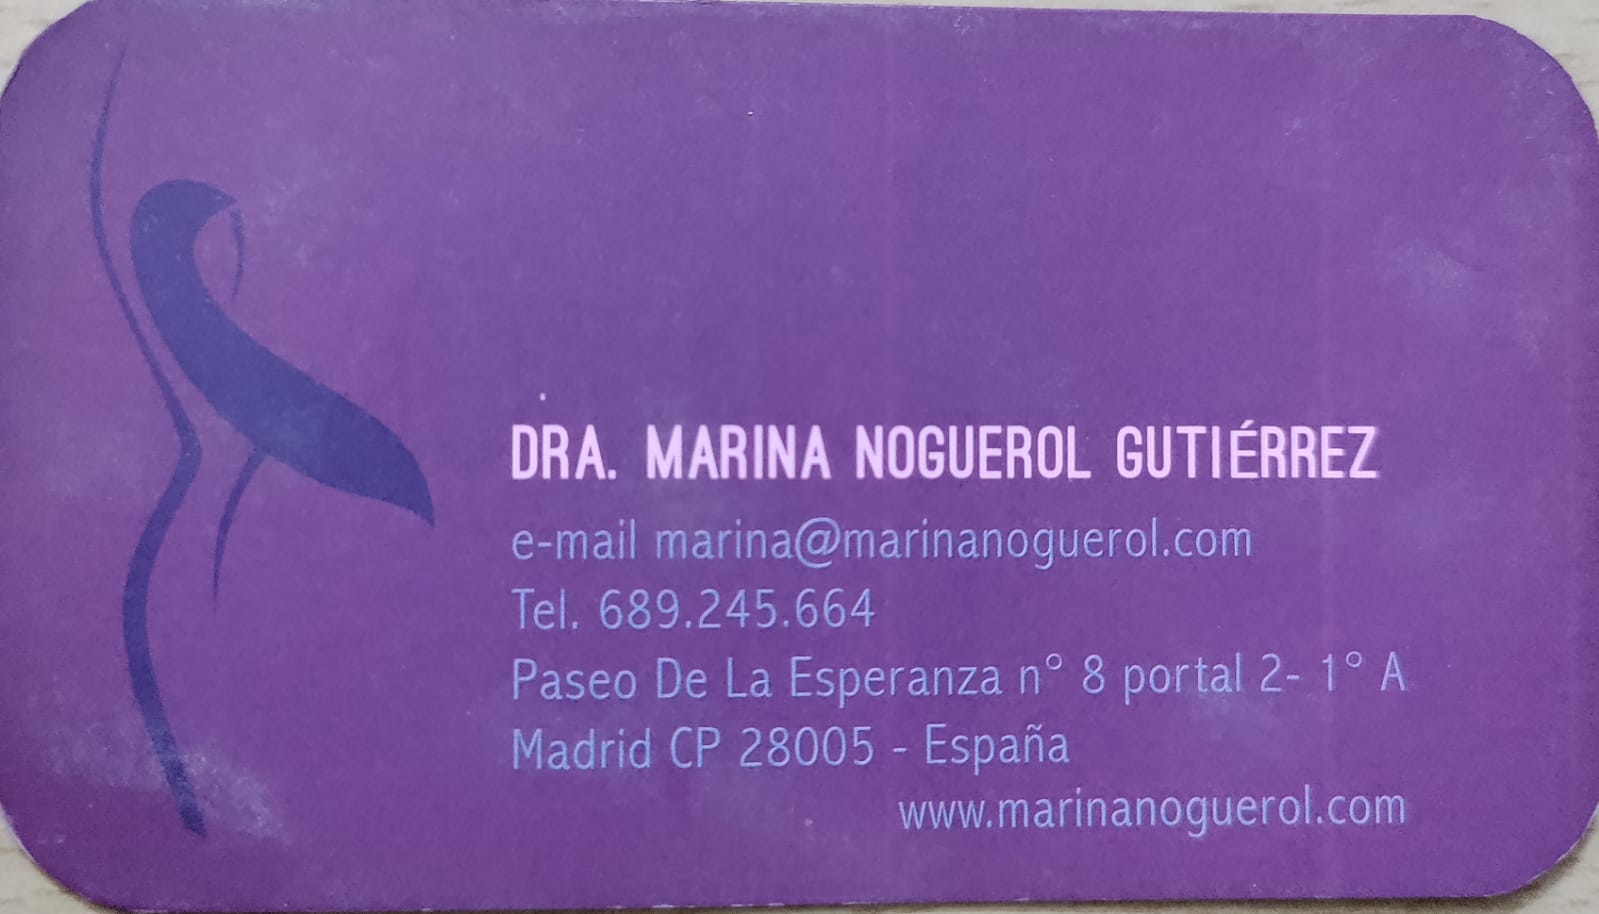 DRA. MARINA NOGUEROL GUTIÉRREZ
e-mail marina@marinanoguerol.com
Tel. 689.245.664
Paseo De La Esperanza n° 8 portal 2- 1° A
Madrid CP 28005 - España
www.marinanoguerol.com